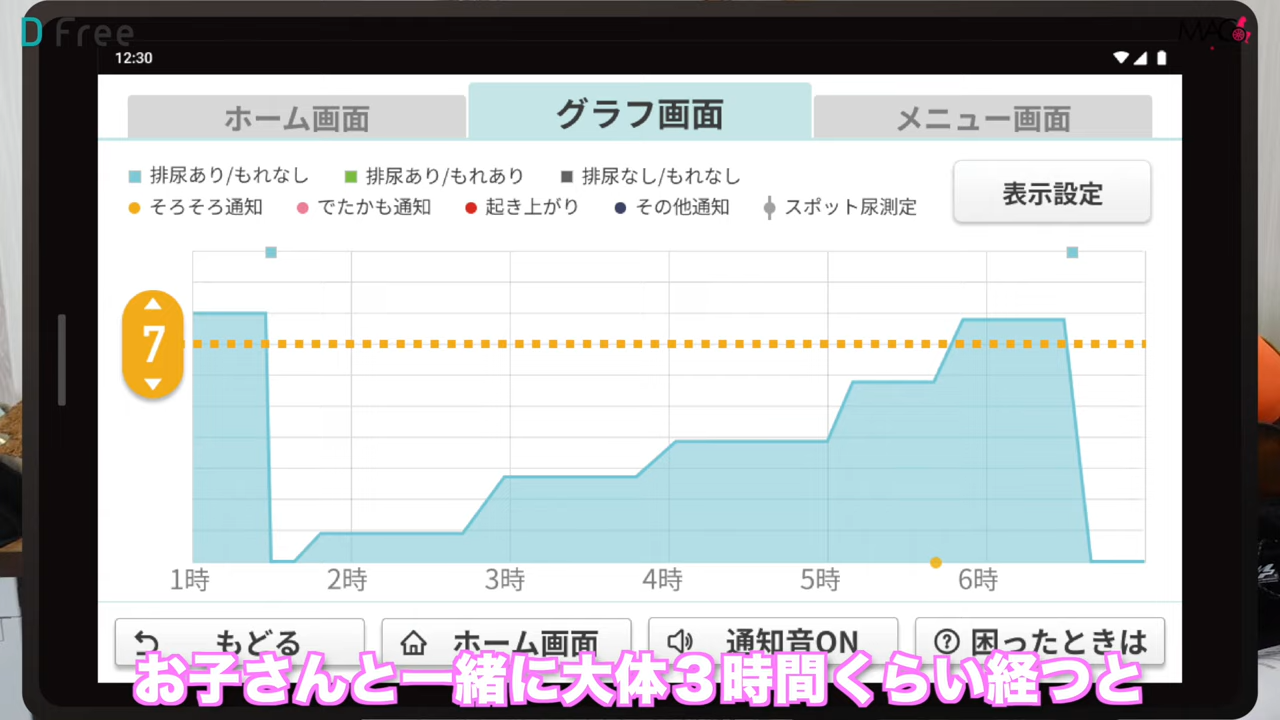 D Free
MACo!
12:30
ホーム画面
グラフ画面
メニュー画面
排尿あり/もれなし
排尿あり/もれあり
排尿なし/もれなし
そろそろ通知
でたかも通知
起き上がり
その他通知
スポット尿測定
表示設定
7
1時
2時
3時
4時
5時
6時
もどる
ホーム画面
通知音ON
困ったときは
お子さんと一緒に大体３時間くらい経つと